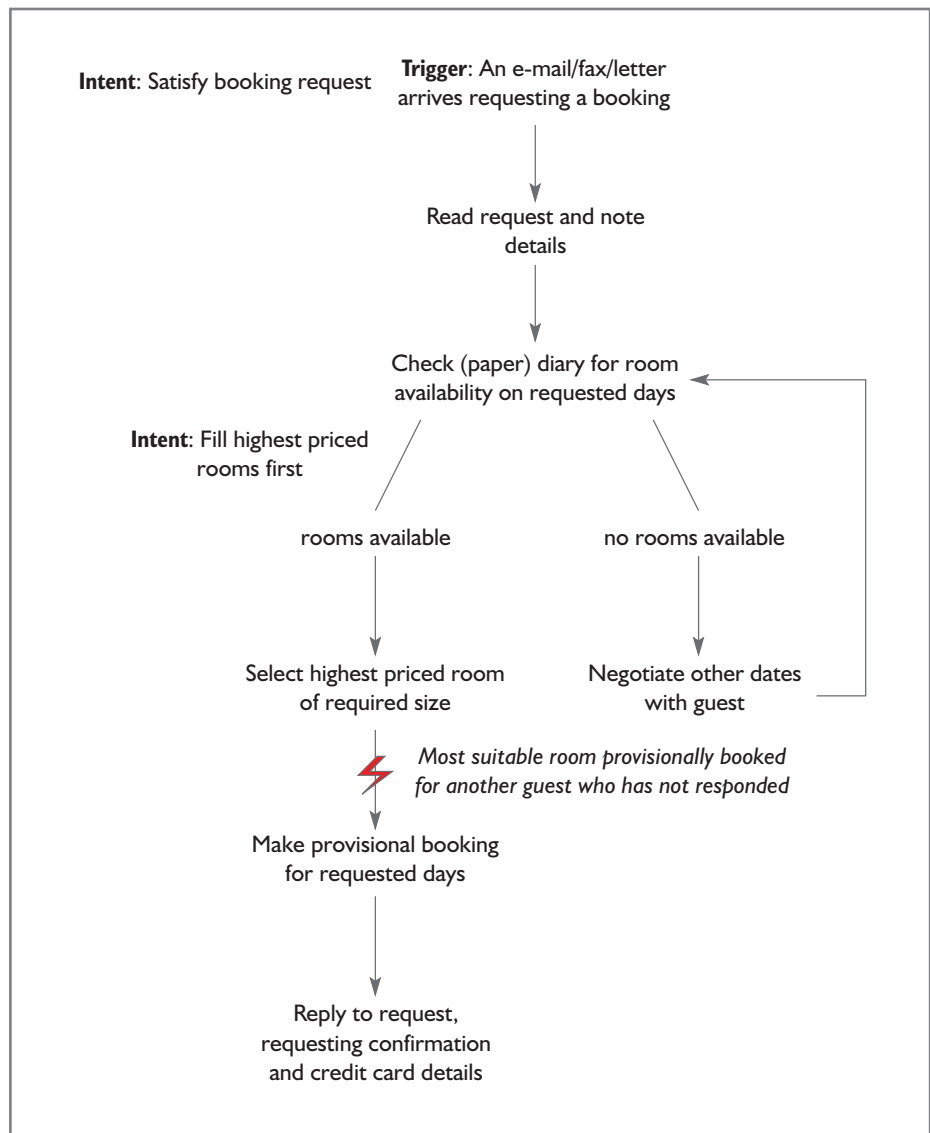 Intent: Satisfy booking request
Trigger: An e-mail/fax/letter
arrives requesting a booking
Read request and note
details
Check (paper) diary for room
availability on requested days
Intent: Fill highest priced
rooms first
rooms available
no rooms available
Select highest priced room
of required size
Negotiate other dates
with guest
Most suitable room provisionally booked
for another guest who has not responded
Make provisional booking
for requested days
Reply to request,
requesting confirmation
and credit card details